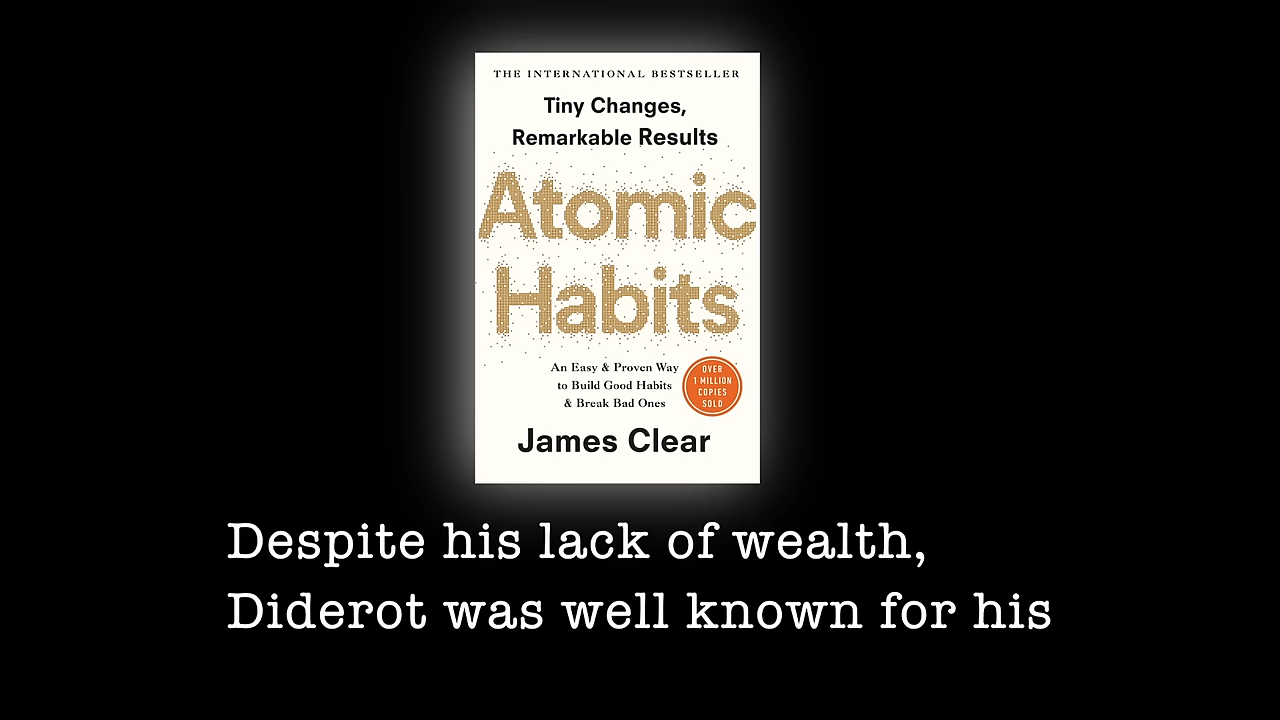 THE INTERNATIONAL BESTSELLER
Tiny Changes,
Remarkable Results
Atomic
Habits
An Easy & Proven Way
to Build Good Habits
& Break Bad Ones
OVER
1 MILLION
COPIES
SOLD
James Clear
Despite his lack of wealth,
Diderot was well known for his